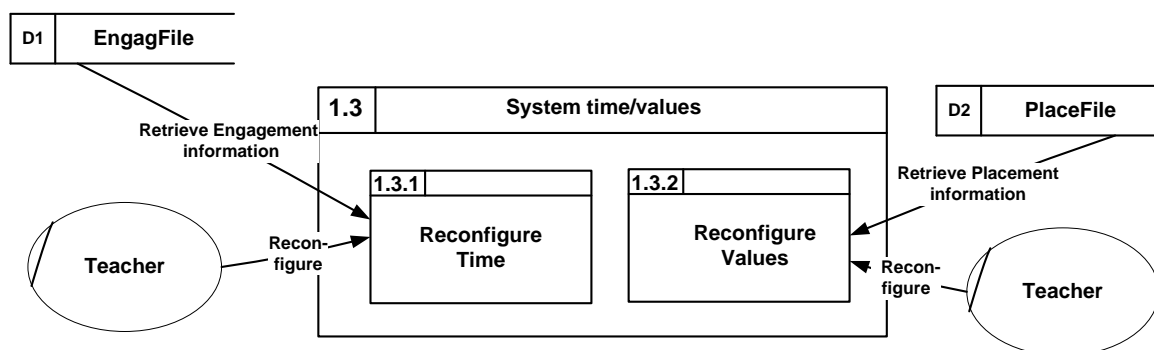 D1 EngagFile
1.3 System time/values
D2 PlaceFile
Retrieve Engagement
information
1.3.1
1.3.2
Retrieve Placement
information
Reconfigure
Time
Reconfigure
Values
Teacher
Recon-
figure
Recon-
figure
Teacher